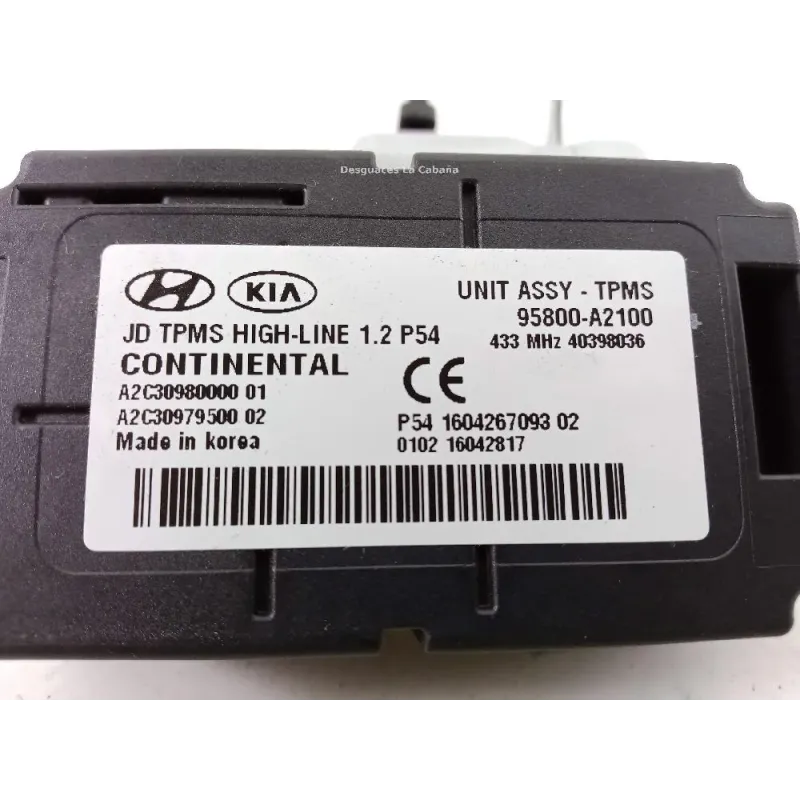 Desguaces La Cabaña
KIA
UNIT ASSY - TPMS
95800-A2100
JD TPMS HIGH-LINE 1.2 P54
433 MHz 40398036
CONTINENTAL
CE
A2C30980000 01
A2C30979500 02
P54 1604267093 02
Made in korea
0102 16042817